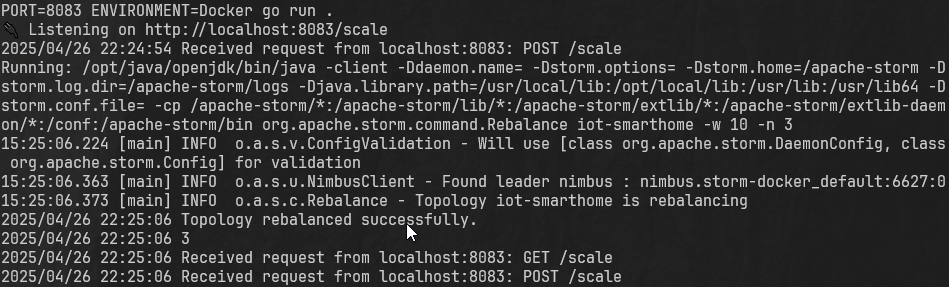 PORT=8083 ENVIRONMENT=Docker go run .
Listening on http://localhost:8083/scale
2025/04/26 22:24:54 Received request from localhost:8083: POST /scale
Running: /opt/java/openjdk/bin/java -client -Ddaemon.name= -Dstorm.options= -Dstorm.home=/apache-storm -D
storm.log.dir=/apache-storm/logs -Djava.library.path=/usr/local/lib:/opt/local/lib:/usr/lib:/usr/lib64 -D
storm.conf.file= -cp /apache-storm/*:/apache-storm/lib/*:/apache-storm/extlib/*:/apache-storm/extlib-daem
on/*:/conf:/apache-storm/bin org.apache.storm.command.Rebalance iot-smarthome -w 10 -n 3
15:25:06.224 [main] INFO  o.a.s.v.ConfigValidation - Will use [class org.apache.storm.DaemonConfig, class
 org.apache.storm.Config] for validation
15:25:06.363 [main] INFO  o.a.s.u.NimbusClient - Found leader nimbus : nimbus.storm-docker_default:6627:0
15:25:06.373 [main] INFO  o.a.s.c.Rebalance - Topology iot-smarthome is rebalancing
2025/04/26 22:25:06 Topology rebalanced successfully.
2025/04/26 22:25:06 3
2025/04/26 22:25:06 Received request from localhost:8083: GET /scale
2025/04/26 22:25:06 Received request from localhost:8083: POST /scale